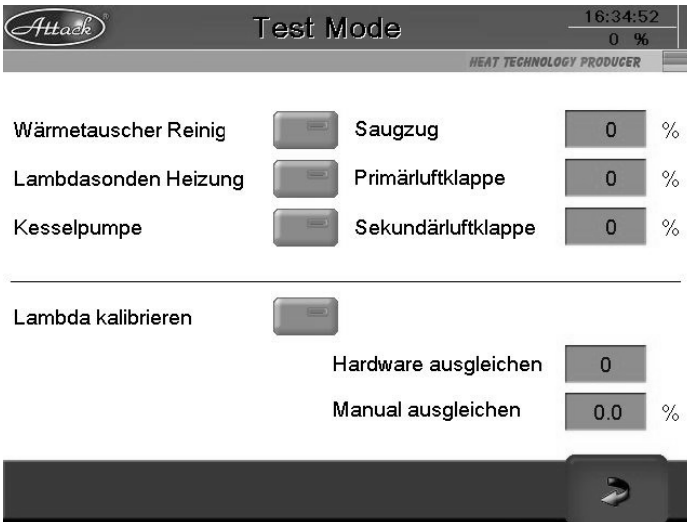 Attack®
Test Mode
16:34:52
0 %
HEAT TECHNOLOGY PRODUCER
Wärmetauscher Reinig
Saugzug 0 %
Lambdasonden Heizung
Primärluftklappe 0 %
Kesselpumpe
Sekundärluftklappe 0 %
Lambda kalibrieren
Hardware ausgleichen 0
Manual ausgleichen 0.0 %